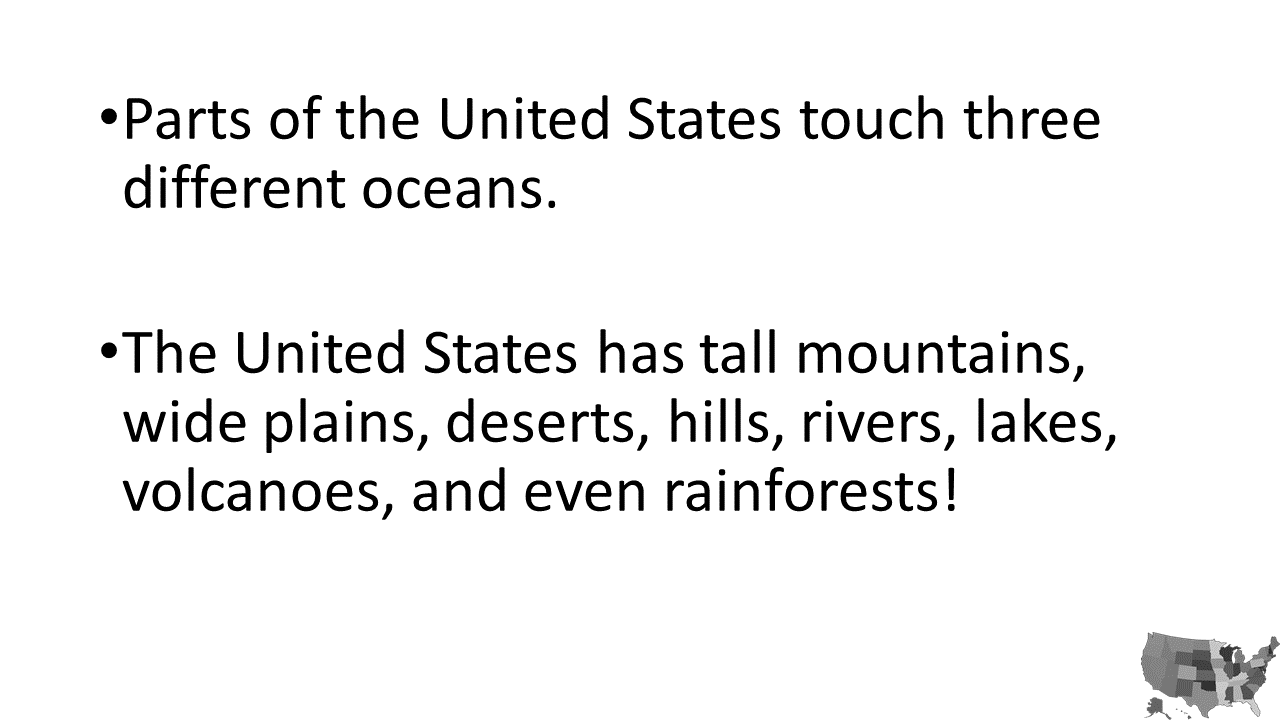 •Parts of the United States touch three
different oceans.
•The United States has tall mountains,
wide plains, deserts, hills, rivers, lakes,
volcanoes, and even rainforests!